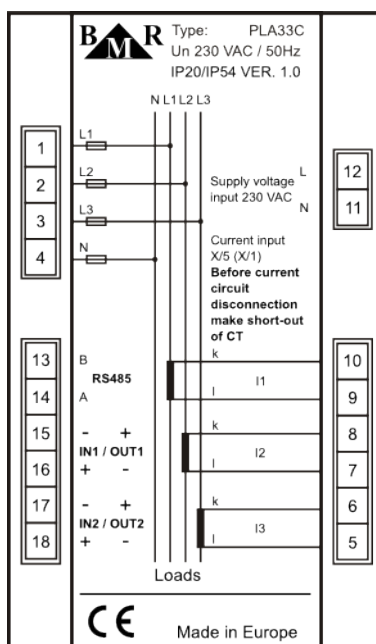 BMR
Type: PLA33C
Un 230 VAC / 50Hz
IP20/IP54 VER. 1.0
N L1 L2 L3
1 L1
2 L2
3 L3
4 N
Supply voltage L 12
input 230 VAC N 11
Current input
X/5 (X/1)
Before current
circuit
disconnection
make short-out
of CT
13 B
RS485
14 A
15 - +
IN1 / OUT1
16 + -
17 - +
IN2 / OUT2
18 + -
k 10
I1
l 9
k 8
I2
l 7
k 6
I3
l 5
Loads
CE
Made in Europe